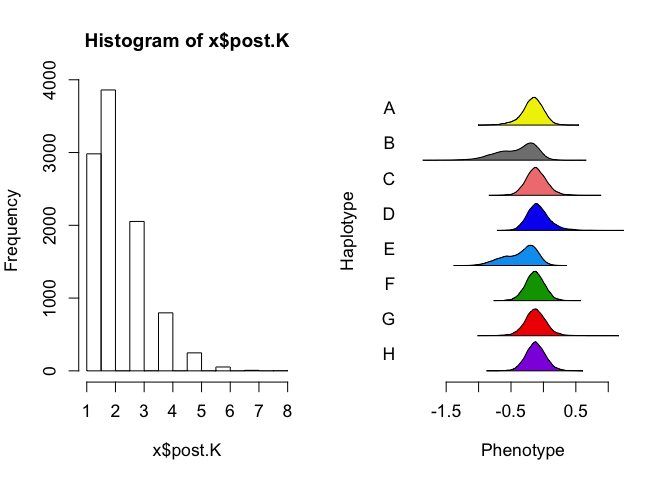 Histogram of x$post.K
Frequency
0 1000 2000 3000 4000
1 2 3 4 5 6 7 8
x$post.K
Haplotype
A
B
C
D
E
F
G
H
-1.5 -0.5 0.5
Phenotype